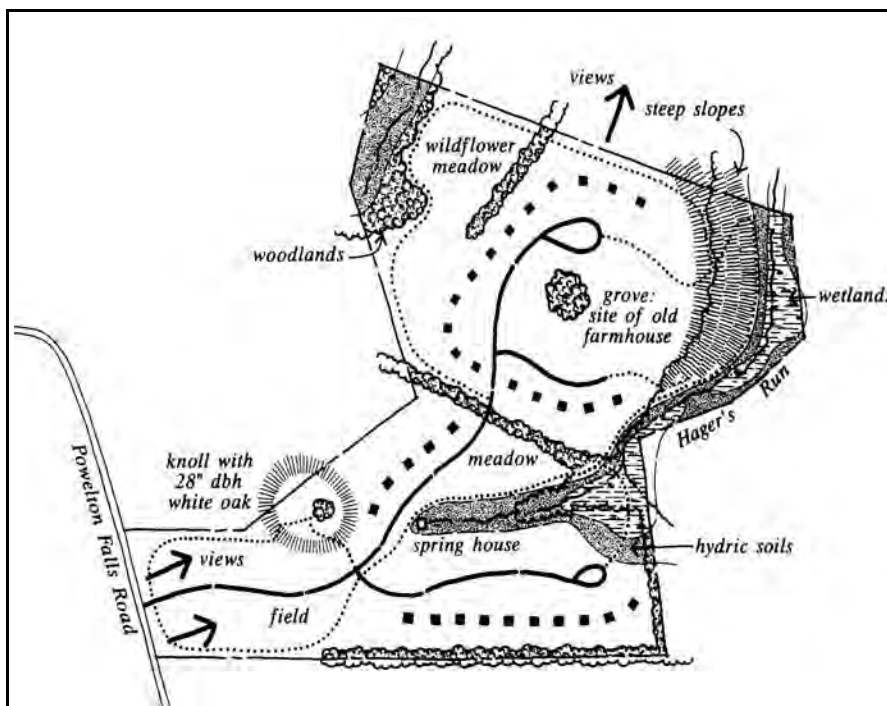 views
steep slopes
wildflower
meadow
woodlands
grove:
site of old
farmhouse
wetlands
Hager's Run
Powelton Falls Road
knoll with
28" dbh
white oak
meadow
views
spring house
hydric soils
field